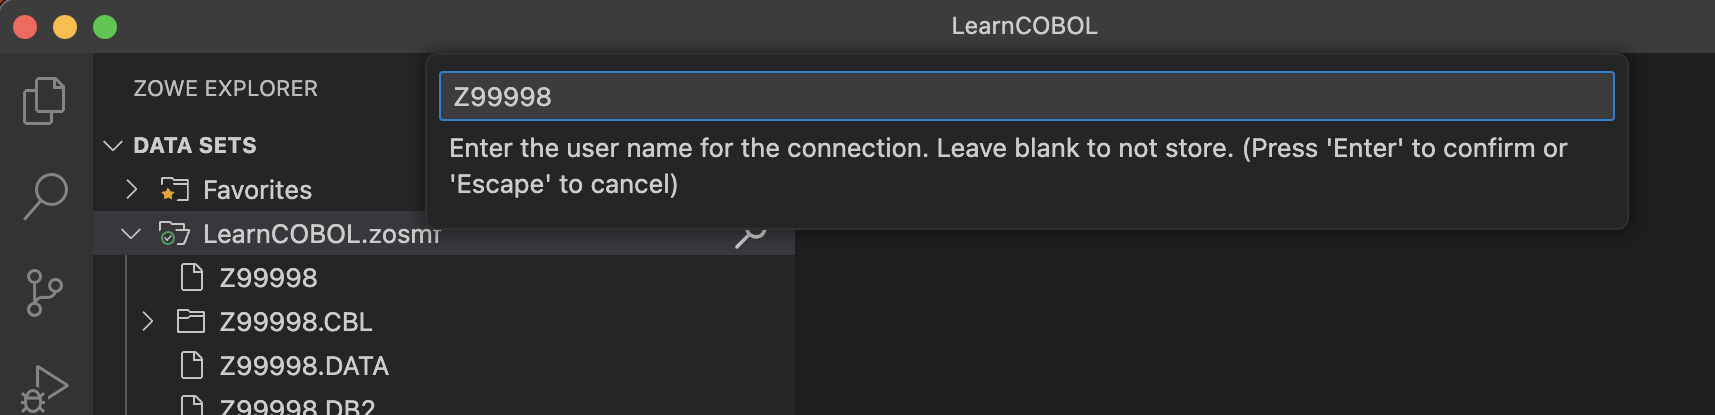 LearnCOBOL
ZOWE EXPLORER
Z99998
Enter the user name for the connection. Leave blank to not store. (Press 'Enter' to confirm or
'Escape' to cancel)
DATA SETS
Favorites
LearnCOBOL.zosmf
Z99998
Z99998.CBL
Z99998.DATA
Z99998.DB2